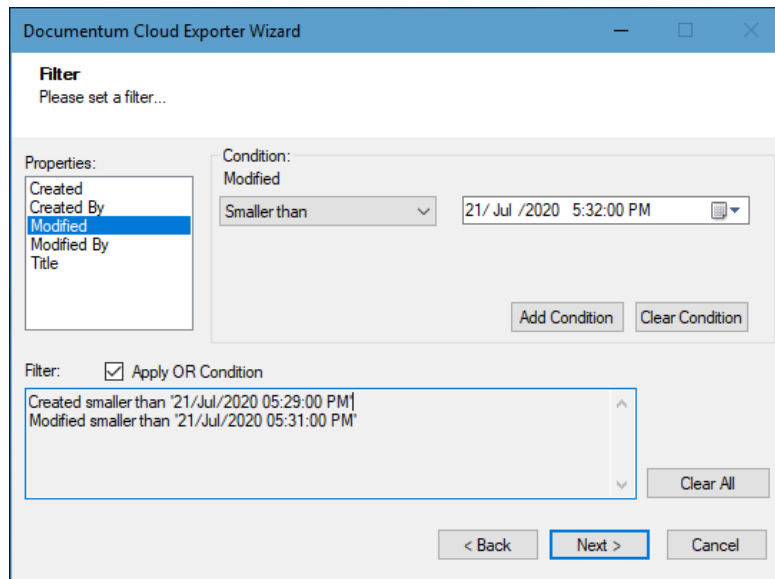 Documentum Cloud Exporter Wizard
Filter
Please set a filter...
Properties:
Created
Created By
Modified
Modified By
Title
Condition:
Modified
Smaller than
21/ Jul /2020 5:32:00 PM
Add Condition
Clear Condition
Filter:
Apply OR Condition
Created smaller than '21/Jul/2020 05:29:00 PM'
Modified smaller than '21/Jul/2020 05:31:00 PM'
Clear All
< Back
Next >
Cancel